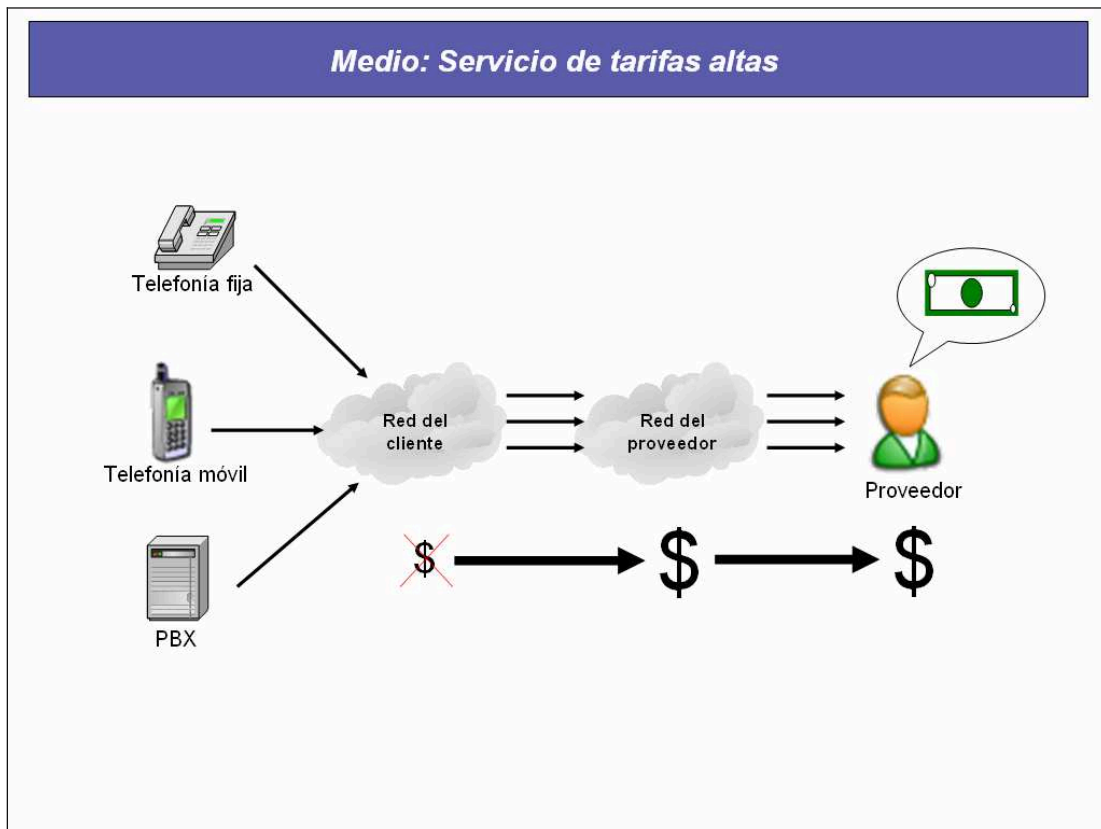 Medio: Servicio de tarifas altas
Telefonía fija
Telefonía móvil
PBX
Red del
cliente
Red del
proveedor
Proveedor
$
$
$